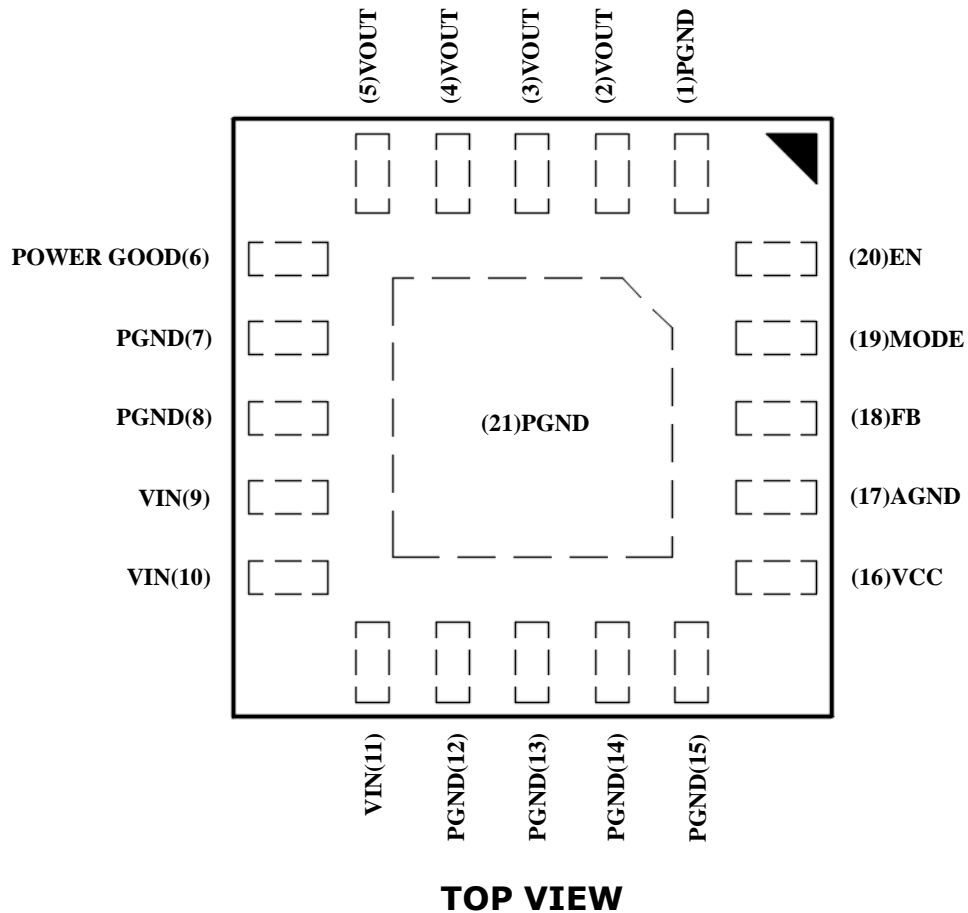 (5)VOUT
(4)VOUT
(3)VOUT
(2)VOUT
(1)PGND
POWER GOOD(6)
PGND(7)
PGND(8)
VIN(9)
VIN(10)
(21)PGND
(20)EN
(19)MODE
(18)FB
(17)AGND
(16)VCC
VIN(11)
PGND(12)
PGND(13)
PGND(14)
PGND(15)
TOP VIEW